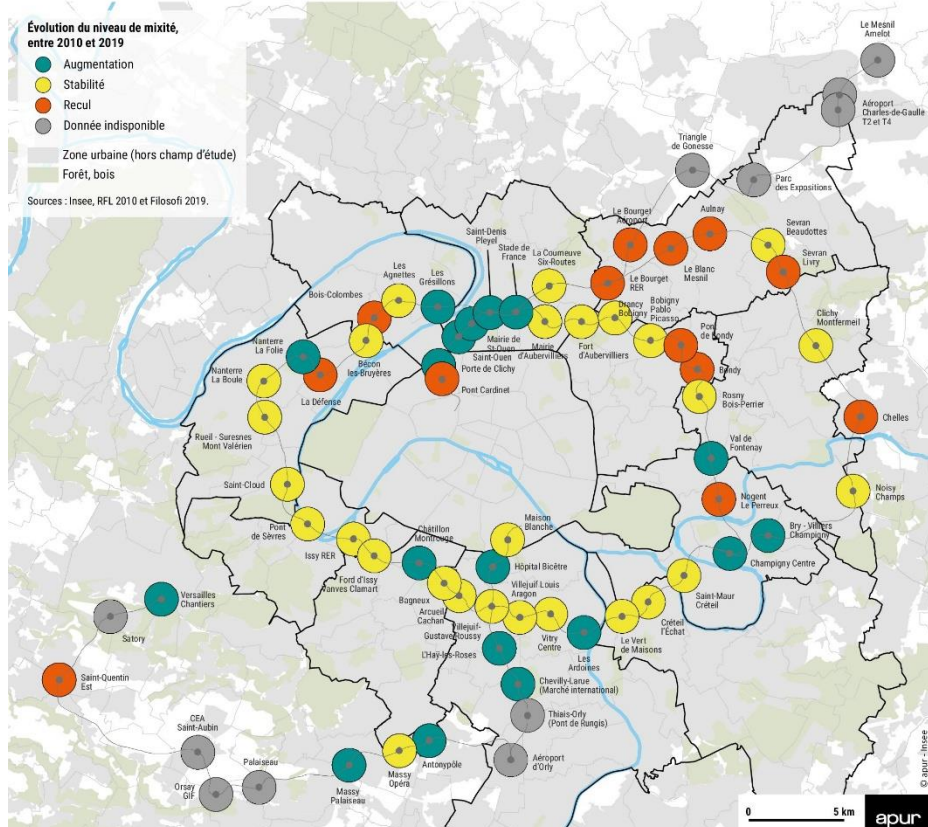 Évolution du niveau de mixité,
entre 2010 et 2019
Augmentation
Stabilité
Recul
Donnée indisponible
Zone urbaine (hors champ d'étude)
Forêt, bois
Sources : Insee, RFL 2010 et Filosofi 2019.
Le Mesnil
Amelot
Aéroport
Charles-de-Gaulle
T2 et T4
Triangle
de Gonesse
Parc
des Expositions
Le Bourget
Aéroport
Aulnay
Sevran
Beaudottes
Saint-Denis
Pleyel
Stade de
France
La Courneuve
Six-Routes
Sevran
Livry
Les
Agnettes
Les
Grésillons
Le Bourget
RER
Le Blanc
Mesnil
Bois-Colombes
Drancy
Bobigny
Bobigny
Pablo
Picasso
Pont
de Bondy
Clichy
Montfermeil
Mairie de
St-Ouen
Mairie
d'Aubervilliers
Fort
d'Aubervilliers
Nanterre
La Folie
Bécon
les Bruyères
Saint-Ouen
Porte de Clichy
Bondy
Nanterre
La Boule
La Défense
Pont Cardinet
Rosny
Bois-Perrier
Chelles
Rueil - Suresnes
Mont Valérien
Val de
Fontenay
Saint-Cloud
Nogent
Le Perreux
Noisy
Champs
Pont
de Sèvres
Châtillon
Montrouge
Maison
Blanche
Bry - Villiers
Champigny
Issy RER
Ford d'Issy
Vanves Clamart
Hôpital Bicêtre
Champigny Centre
Bagneux
Villejuif Louis
Aragon
Saint-Maur
Créteil
Versailles
Chantiers
Arcueil
Cachan
Villejuif-
Gustave-Roussy
Vitry
Centre
Créteil
l'Échat
Satory
L'Haÿ-les-Roses
Les
Ardoines
Le Vert
de Maisons
Saint-Quentin
Est
Chevilly-Larue
(Marché international)
Thiais-Orly
(Pont de Rungis)
CEA
Saint-Aubin
Palaiseau
Orsay
GIF
Massy
Palaiseau
Massy
Opéra
Antonypôle
Aéroport
d'Orly
© apur - Insee
0 5 km
apur